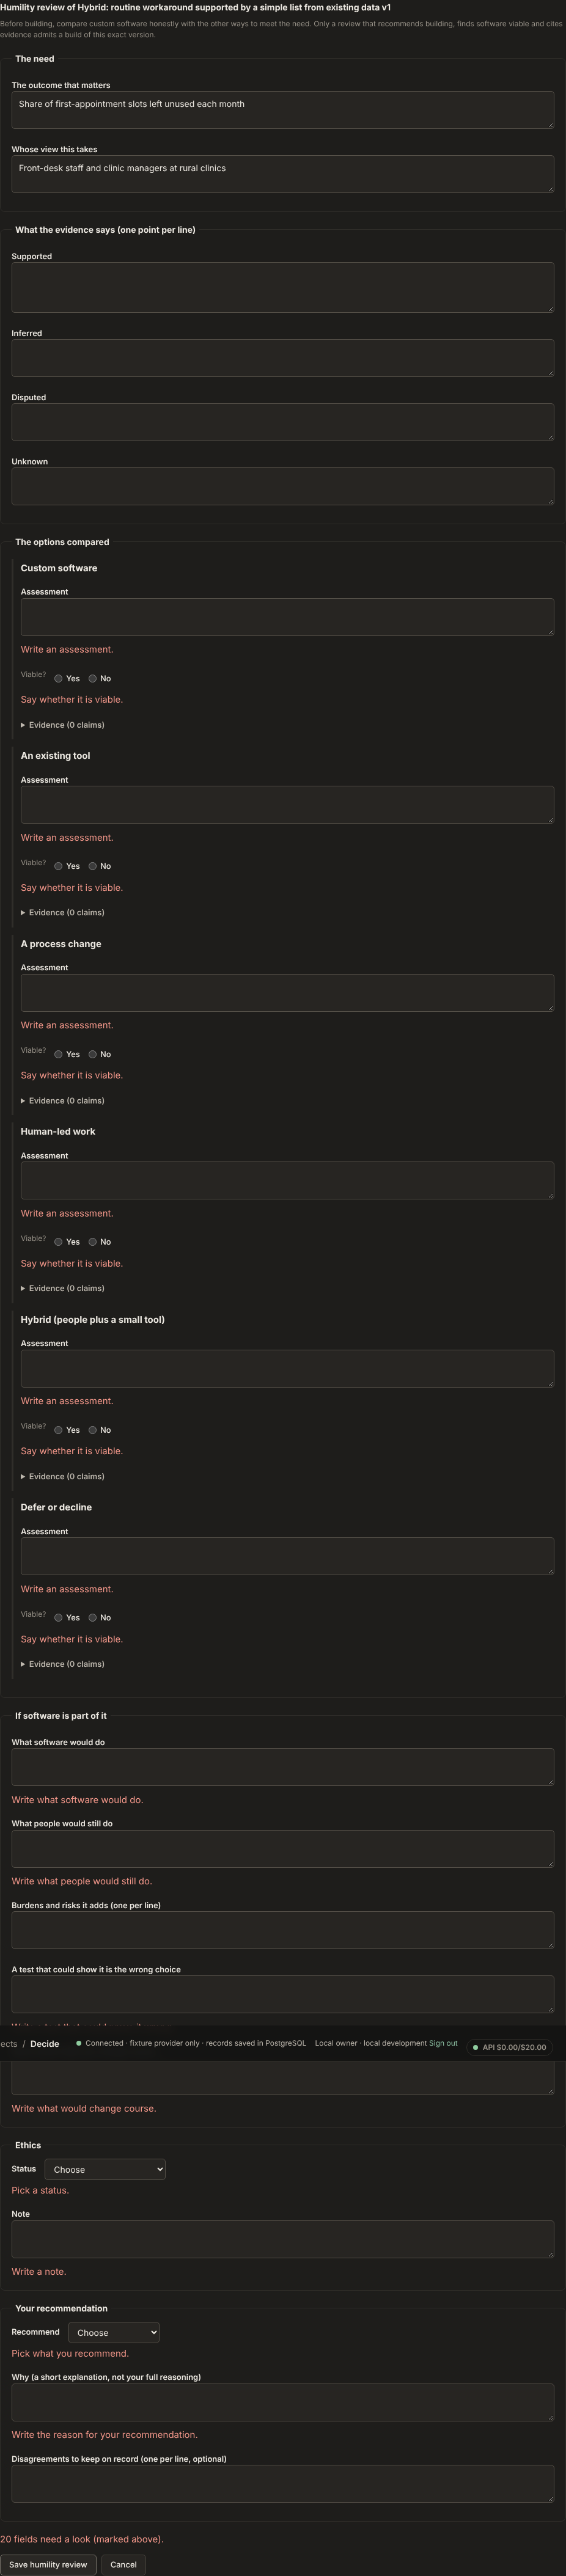 Humility review of Hybrid: routine workaround supported by a simple list from existing data v1
Before building, compare custom software honestly with the other ways to meet the need. Only a review that recommends building, finds software viable and cites
evidence admits a build of this exact version.
The need
The outcome that matters
Share of first-appointment slots left unused each month
Whose view this takes
Front-desk staff and clinic managers at rural clinics
What the evidence says (one point per line)
Supported
Inferred
Disputed
Unknown
The options compared
Custom software
Assessment
Write an assessment.
Viable? Yes No
Say whether it is viable.
Evidence (0 claims)
An existing tool
Assessment
Write an assessment.
Viable? Yes No
Say whether it is viable.
Evidence (0 claims)
A process change
Assessment
Write an assessment.
Viable? Yes No
Say whether it is viable.
Evidence (0 claims)
Human-led work
Assessment
Write an assessment.
Viable? Yes No
Say whether it is viable.
Evidence (0 claims)
Hybrid (people plus a small tool)
Assessment
Write an assessment.
Viable? Yes No
Say whether it is viable.
Evidence (0 claims)
Defer or decline
Assessment
Write an assessment.
Viable? Yes No
Say whether it is viable.
Evidence (0 claims)
If software is part of it
What software would do
Write what software would do.
What people would still do
Write what people would still do.
Burdens and risks it adds (one per line)
A test that could show it is the wrong choice
ects / Decide Connected · fixture provider only · records saved in PostgreSQL Local owner · local development Sign out API $0.00/$20.00
Write what would change course.
Ethics
Status Choose
Pick a status.
Note
Write a note.
Your recommendation
Recommend Choose
Pick what you recommend.
Why (a short explanation, not your full reasoning)
Write the reason for your recommendation.
Disagreements to keep on record (one per line, optional)
20 fields need a look (marked above).
Save humility review Cancel